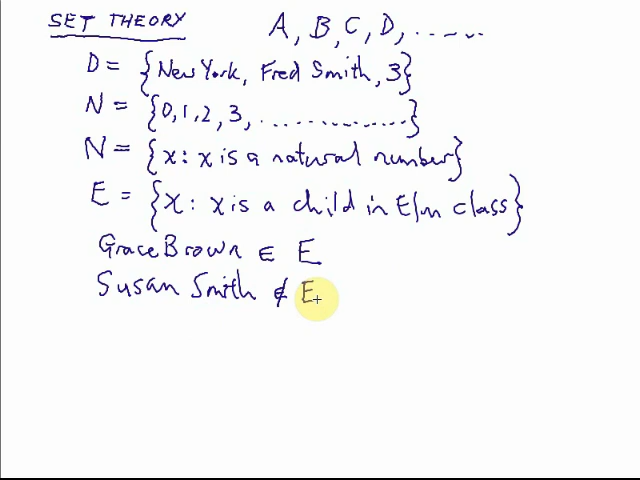 SET THEORY A, B, C, D, ......
D = {New York, Fred Smith, 3}
N = {0, 1, 2, 3, ..............}
N = {x: x is a natural number}
E = {x: x is a child in Elm class}
Grace Brown ∈ E
Susan Smith ∉ E